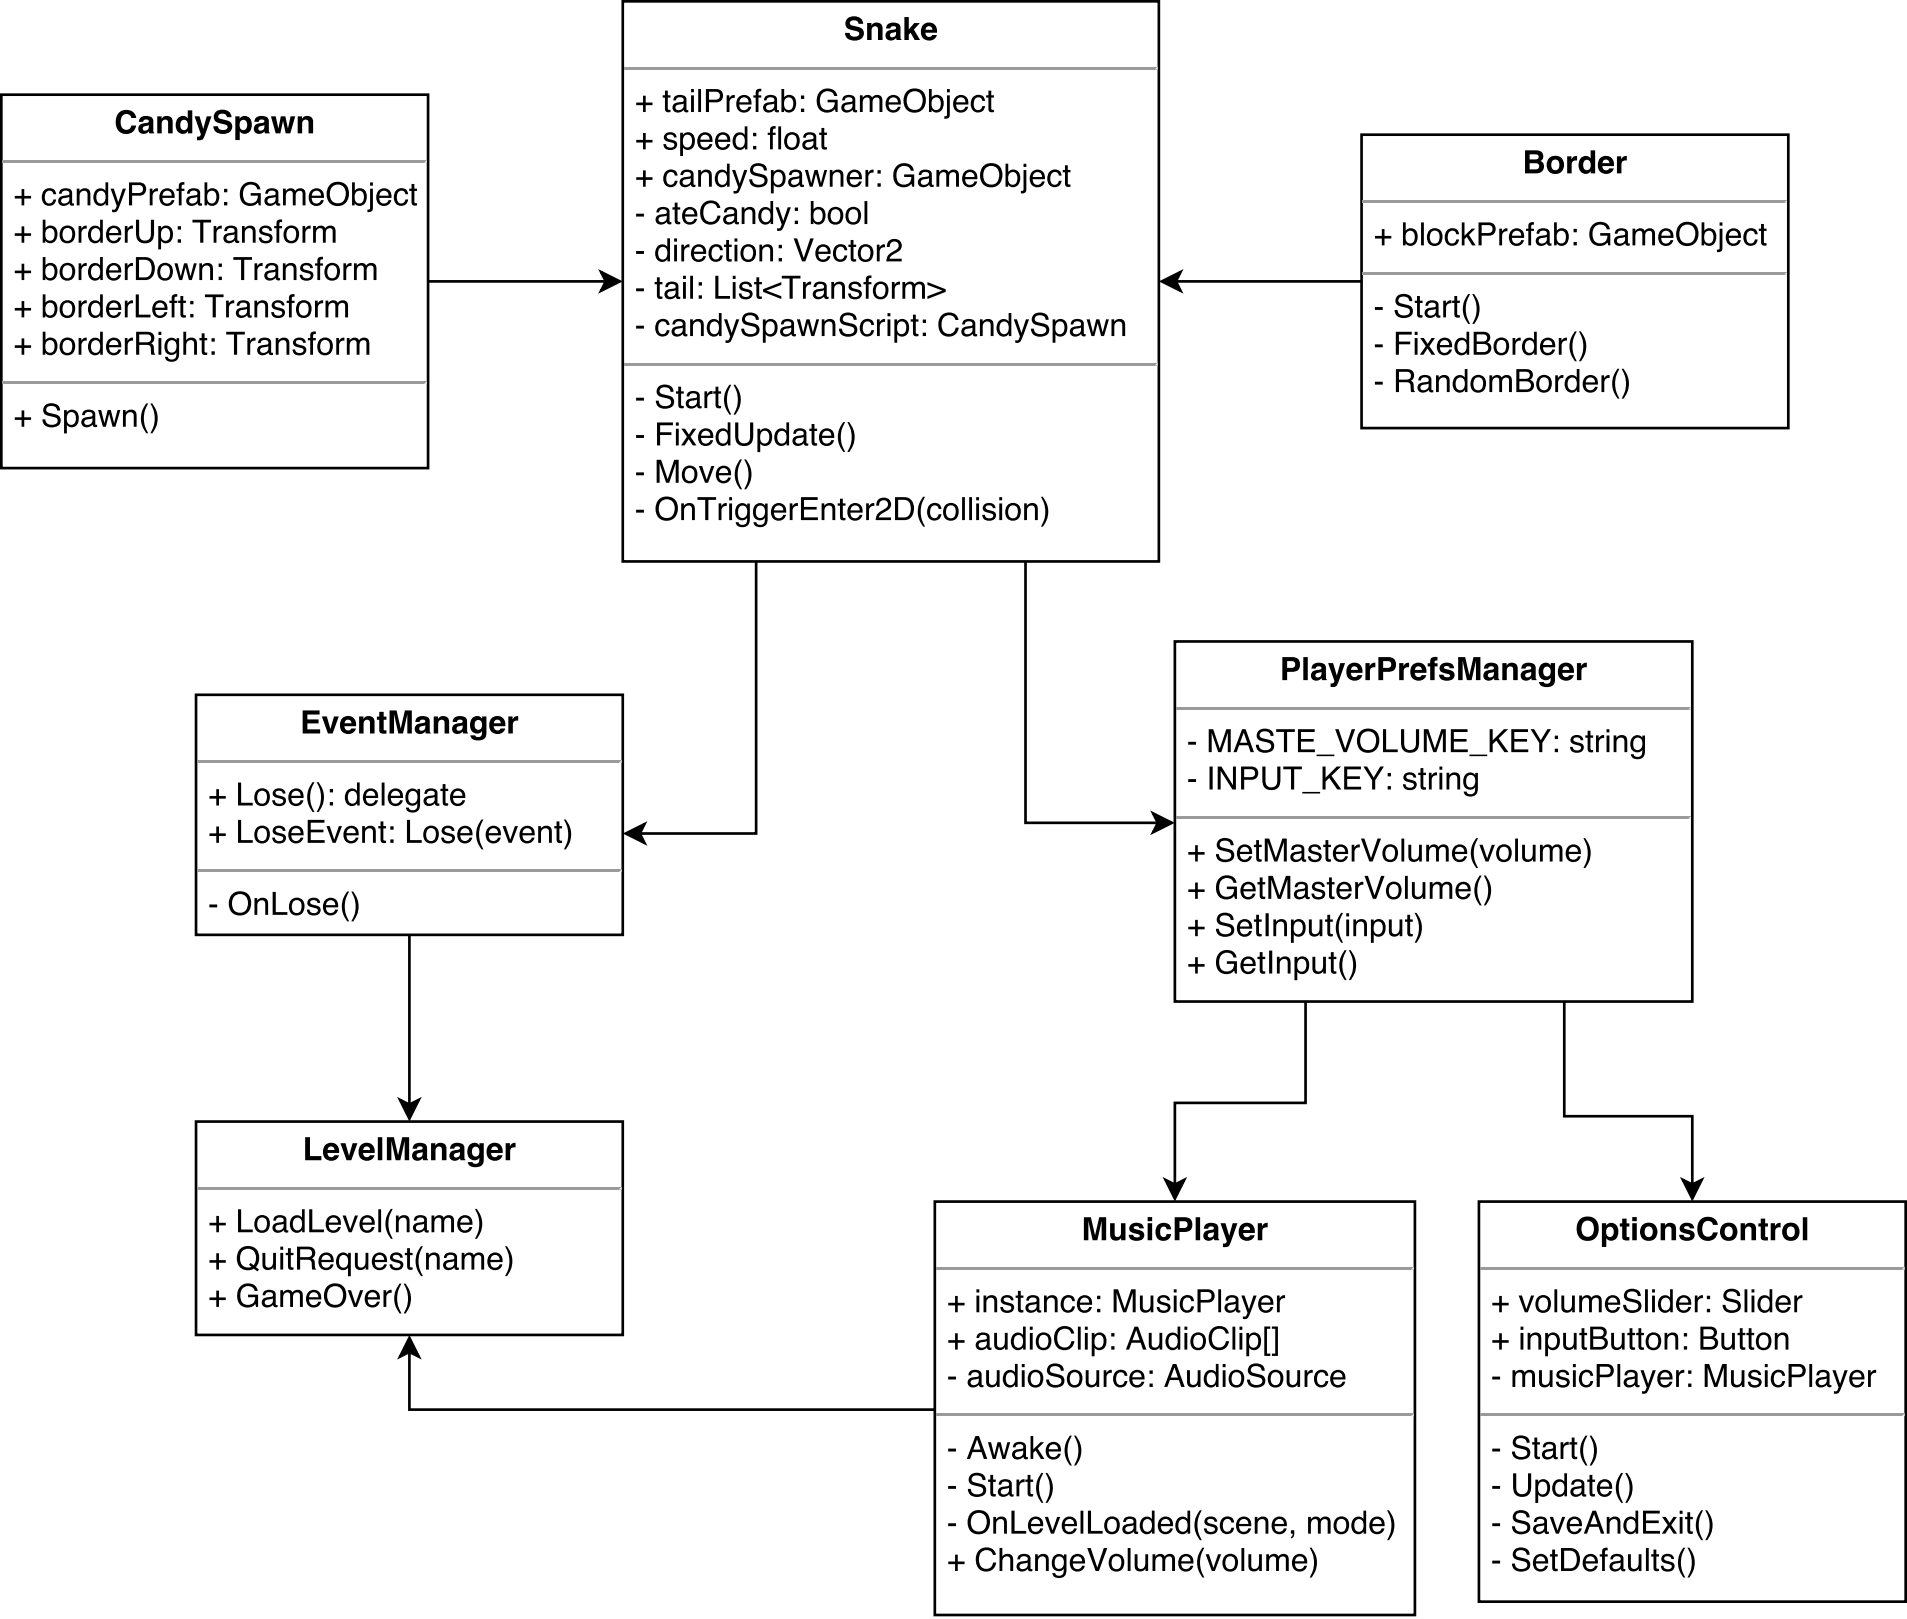 Snake
+ tailPrefab: GameObject
+ speed: float
+ candySpawner: GameObject
- ateCandy: bool
- direction: Vector2
- tail: List<Transform>
- candySpawnScript: CandySpawn
- Start()
- FixedUpdate()
- Move()
- OnTriggerEnter2D(collision)
CandySpawn
+ candyPrefab: GameObject
+ borderUp: Transform
+ borderDown: Transform
+ borderLeft: Transform
+ borderRight: Transform
+ Spawn()
Border
+ blockPrefab: GameObject
- Start()
- FixedBorder()
- RandomBorder()
EventManager
+ Lose(): delegate
+ LoseEvent: Lose(event)
- OnLose()
PlayerPrefsManager
- MASTE_VOLUME_KEY: string
- INPUT_KEY: string
+ SetMasterVolume(volume)
+ GetMasterVolume()
+ SetInput(input)
+ GetInput()
LevelManager
+ LoadLevel(name)
+ QuitRequest(name)
+ GameOver()
MusicPlayer
+ instance: MusicPlayer
+ audioClip: AudioClip[]
- audioSource: AudioSource
- Awake()
- Start()
- OnLevelLoaded(scene, mode)
+ ChangeVolume(volume)
OptionsControl
+ volumeSlider: Slider
+ inputButton: Button
- musicPlayer: MusicPlayer
- Start()
- Update()
- SaveAndExit()
- SetDefaults()